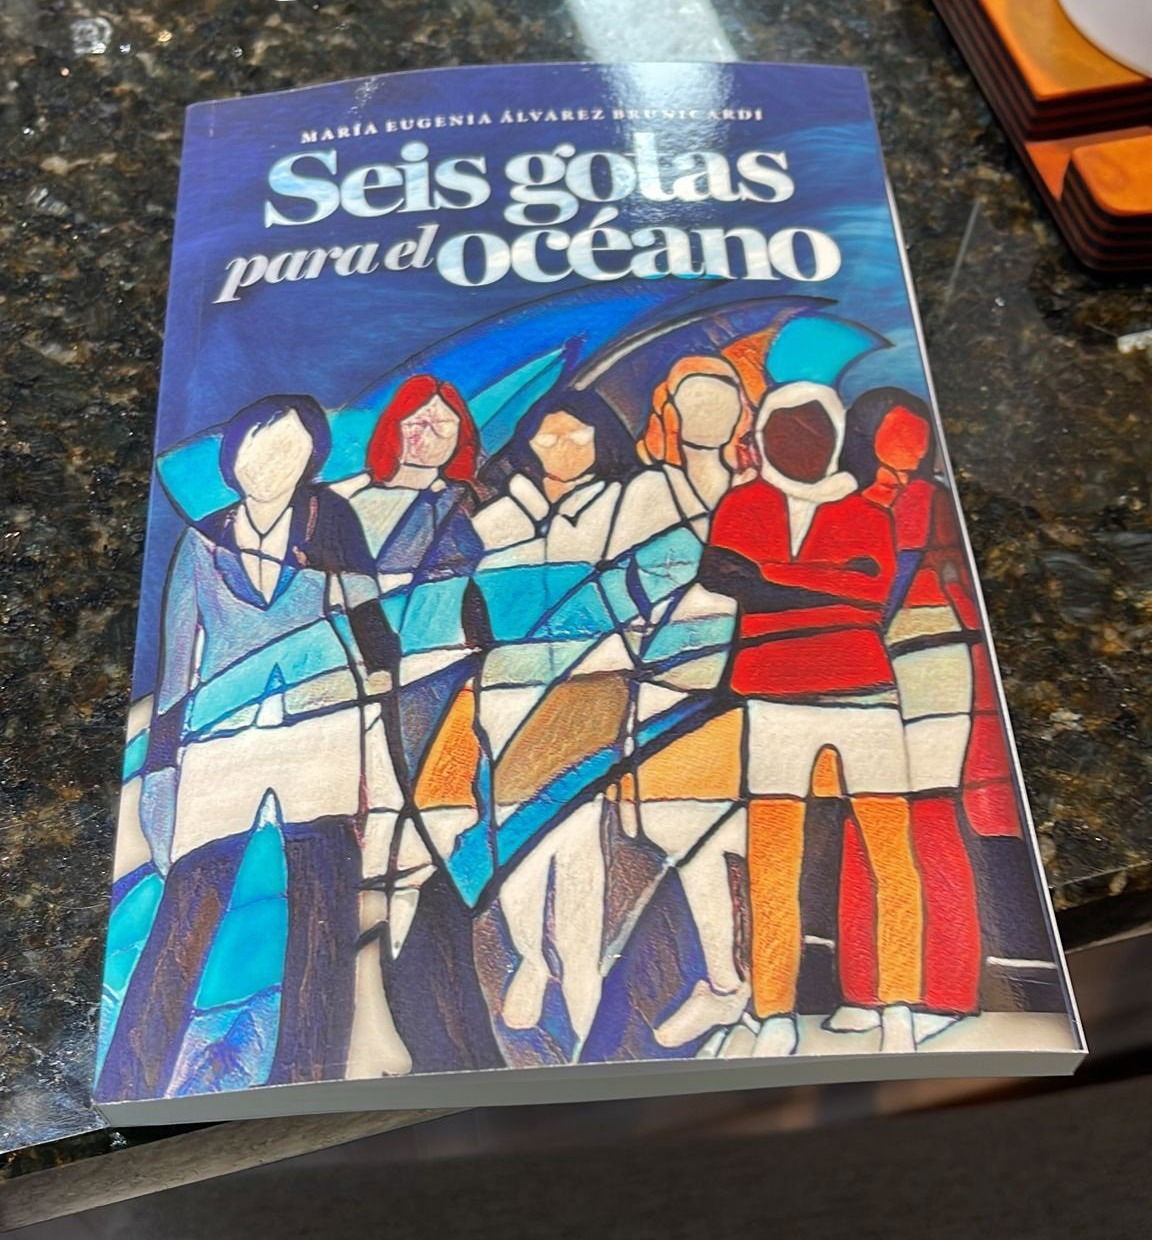 MARÍA EUGENIA ÁLVAREZ BRUNICARDI
Seis gotas
para el océano